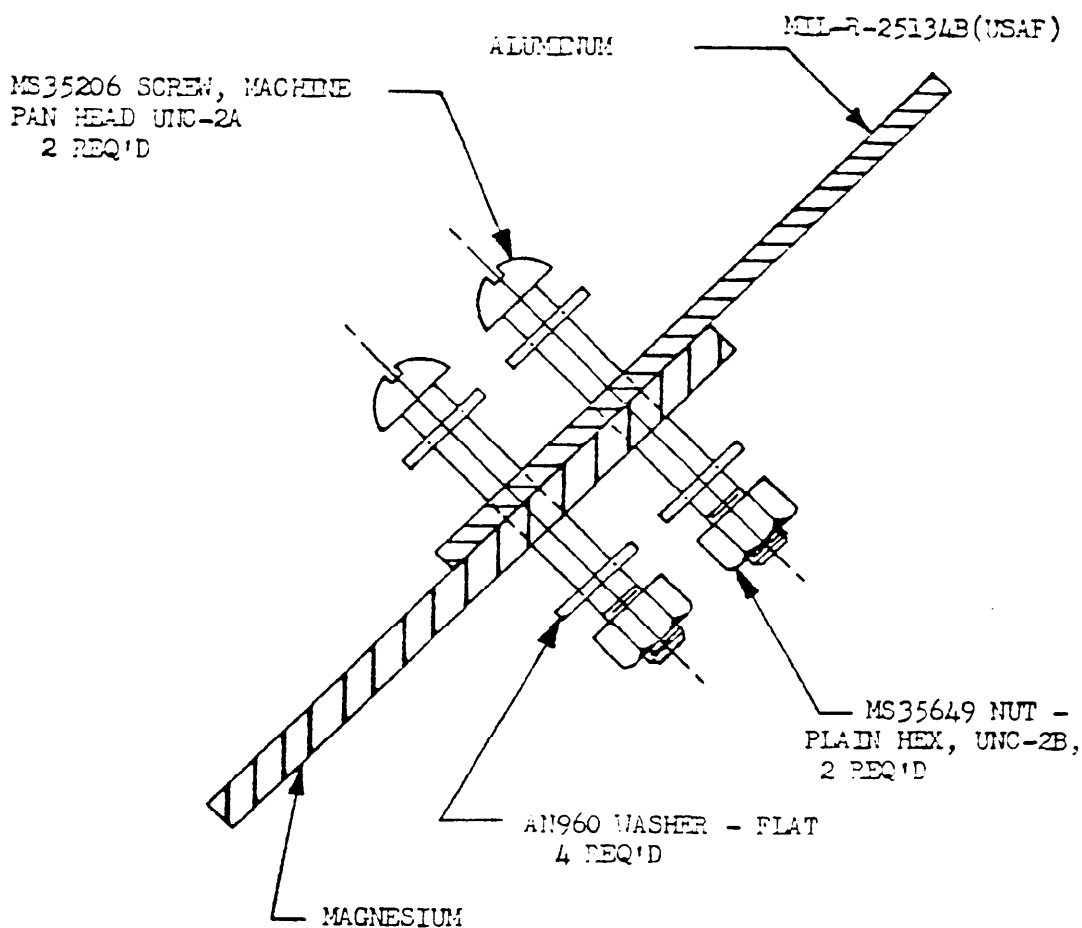 MIL-R-25134B(USAF)
ALUMINUM
MS35206 SCREW, MACHINE
PAN HEAD UNC-2A
2 REQ'D
MS35649 NUT -
PLAIN HEX, UNC-2B,
2 REQ'D
AN960 WASHER - FLAT
4 REQ'D
MAGNESIUM